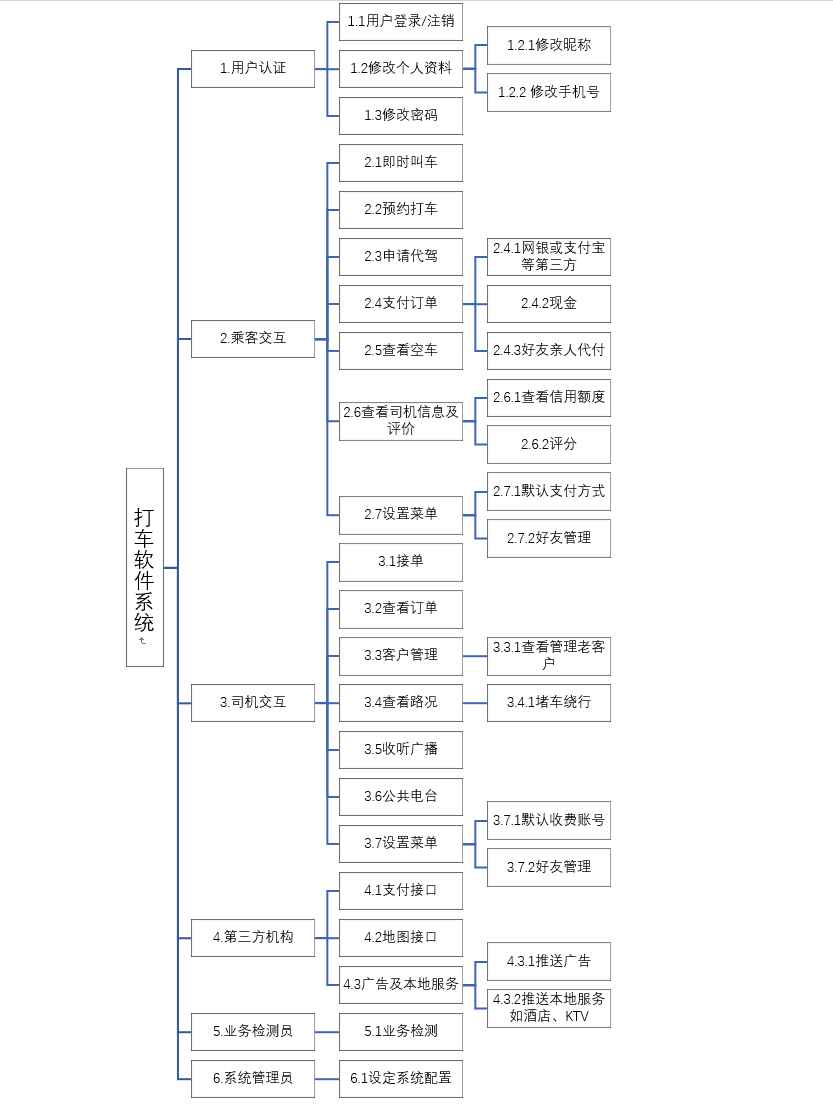 打车软件系统
1.用户认证
1.1用户登录/注销
1.2修改个人资料
1.2.1修改昵称
1.2.2 修改手机号
1.3修改密码
2.乘客交互
2.1即时叫车
2.2预约打车
2.3申请代驾
2.4支付订单
2.4.1网银或支付宝
等第三方
2.4.2现金
2.4.3好友亲人代付
2.5查看空车
2.6查看司机信息及
评价
2.6.1查看信用额度
2.6.2评分
2.7设置菜单
2.7.1默认支付方式
2.7.2好友管理
3.司机交互
3.1接单
3.2查看订单
3.3客户管理
3.3.1查看管理老客
户
3.4查看路况
3.4.1堵车绕行
3.5收听广播
3.6公共电台
3.7设置菜单
3.7.1默认收费账号
3.7.2好友管理
4.第三方机构
4.1支付接口
4.2地图接口
4.3广告及本地服务
4.3.1推送广告
4.3.2推送本地服务
如酒店、KTV
5.业务检测员
5.1业务检测
6.系统管理员
6.1设定系统配置